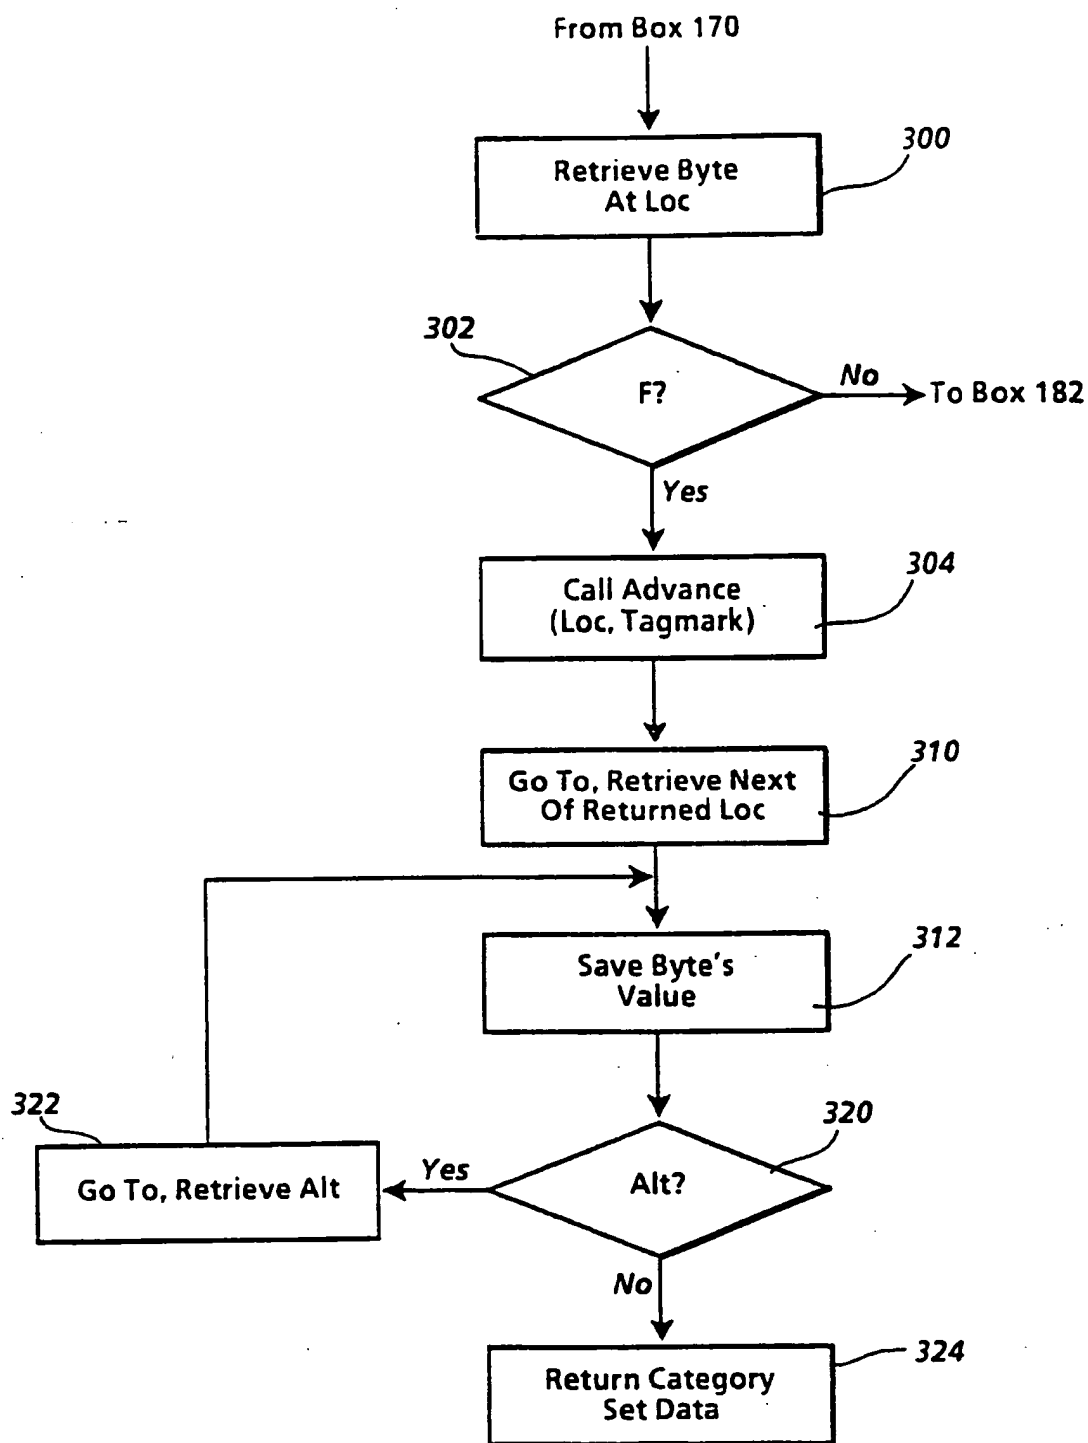 From Box 170
300
Retrieve Byte
At Loc
302
F?
No
To Box 182
Yes
304
Call Advance
(Loc, Tagmark)
310
Go To, Retrieve Next
Of Returned Loc
312
Save Byte's
Value
322
320
Go To, Retrieve Alt
Yes
Alt?
No
324
Return Category
Set Data